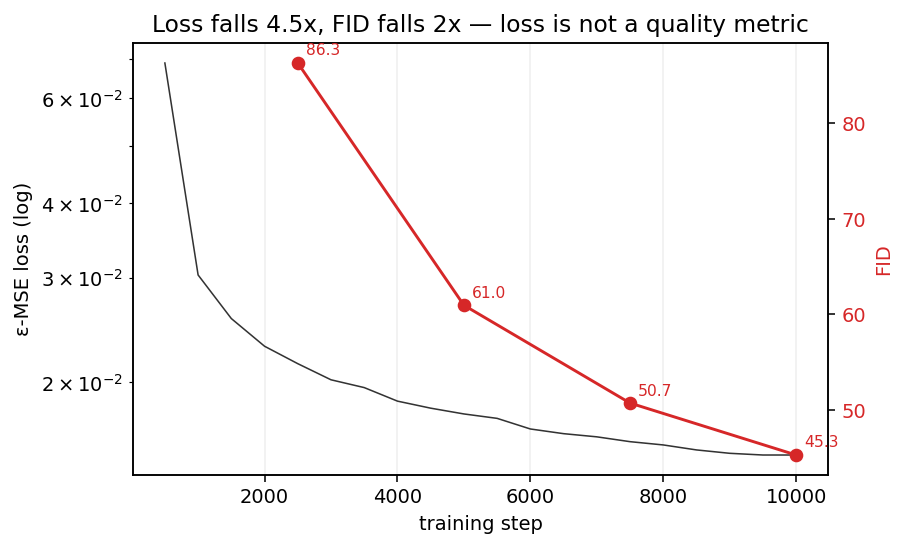 Loss falls 4.5x, FID falls 2x — loss is not a quality metric
ε-MSE loss (log)
6 × 10⁻²
4 × 10⁻²
3 × 10⁻²
2 × 10⁻²
86.3
61.0
50.7
45.3
80
70
60
50
FID
2000 4000 6000 8000 10000
training step